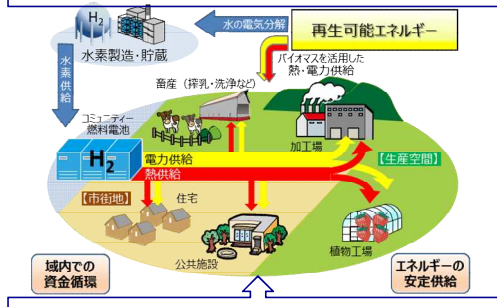 H₂
水の電気分解
再生可能エネルギー
水素製造・貯蔵
バイオマスを活用した
熱・電力供給
水素供給
畜産（搾乳・洗浄など）
コミュニティー
燃料電池
加工場
H₂
電力供給
熱供給
【生産空間】
【市街地】
住宅
公共施設
植物工場
域内での
資金循環
エネルギーの
安定供給